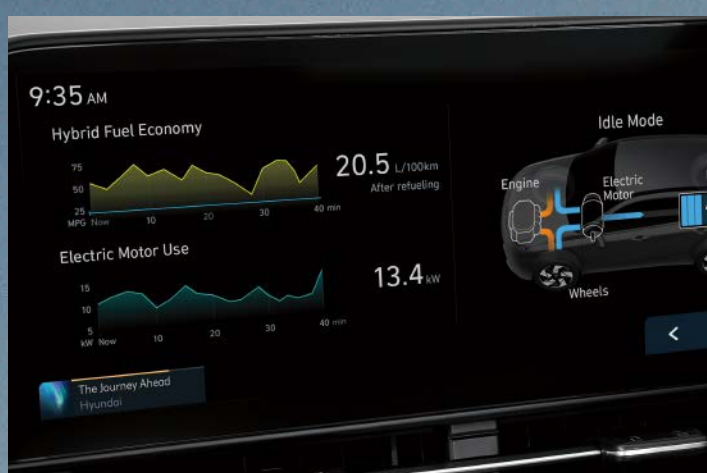 9:35 AM
Hybrid Fuel Economy
75
50
25
MPG Now 10 20 30 40 min
20.5 L/100km
After refueling
Electric Motor Use
15
10
5
kW Now 10 20 30 40 min
13.4 kW
The Journey Ahead
Hyundai
Idle Mode
Engine
Electric
Motor
Wheels